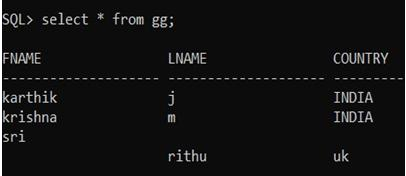 SQL> select * from gg;
FNAME LNAME COUNTRY
-------------------- -------------------- ---------
karthik j INDIA
krishna m INDIA
sri
rithu uk